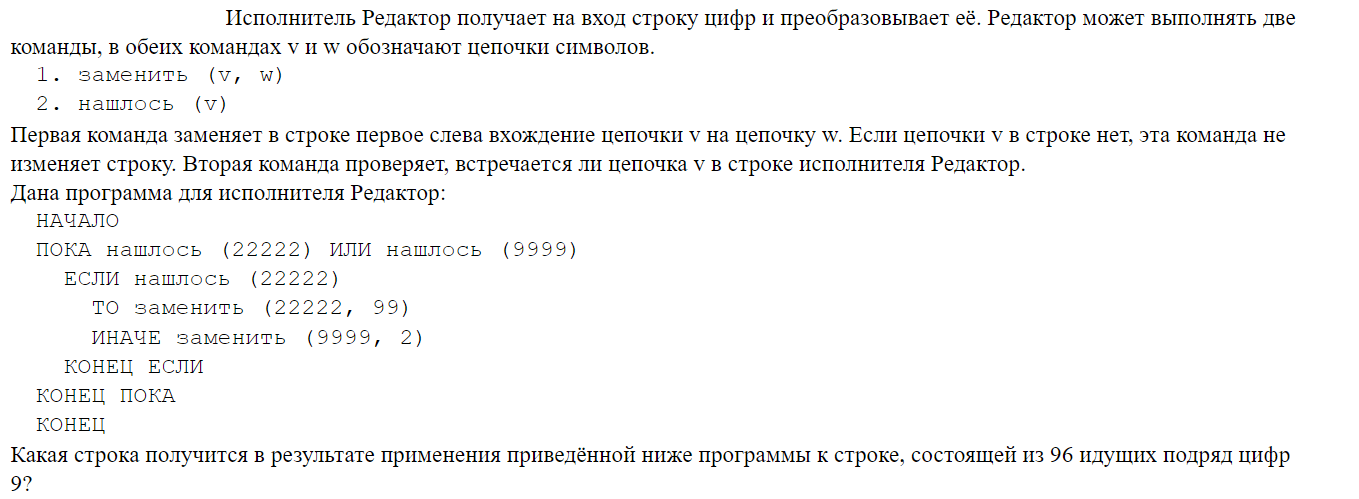 Исполнитель Редактор получает на вход строку цифр и преобразовывает её. Редактор может выполнять две
команды, в обеих командах v и w обозначают цепочки символов.
1. заменить (v, w)
2. нашлось (v)
Первая команда заменяет в строке первое слева вхождение цепочки v на цепочку w. Если цепочки v в строке нет, эта команда не
изменяет строку. Вторая команда проверяет, встречается ли цепочка v в строке исполнителя Редактор.
Дана программа для исполнителя Редактор:
НАЧАЛО
ПОКА нашлось (22222) ИЛИ нашлось (9999)
ЕСЛИ нашлось (22222)
ТО заменить (22222, 99)
ИНАЧЕ заменить (9999, 2)
КОНЕЦ ЕСЛИ
КОНЕЦ ПОКА
КОНЕЦ
Какая строка получится в результате применения приведённой ниже программы к строке, состоящей из 96 идущих подряд цифр
9?